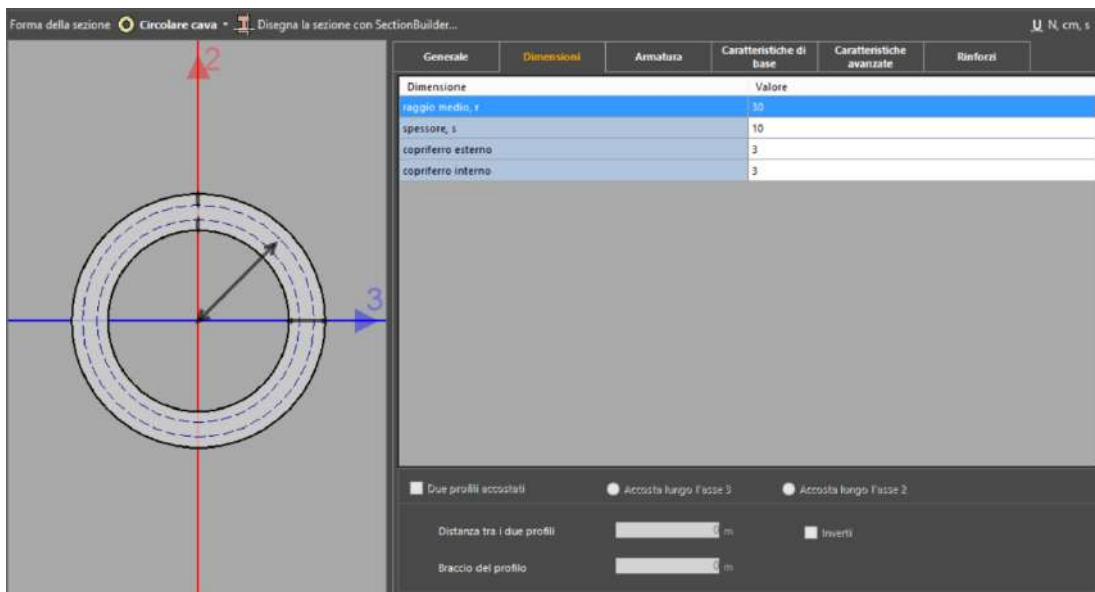 Forma della sezione Circolare cava Disegna la sezione con SectionBuilder... U N, cm, s
2
3
Generale Dimensioni Armatura Caratteristiche di base Caratteristiche avanzate Rinforzi
Dimensione Valore
raggio medio, r 30
spessore, s 10
copriferro esterno 3
copriferro interno 3
Due profili accostati Accosta lungo l'asse 3 Accosta lungo l'asse 2
Distanza tra i due profili 0 m Inverti
Braccio del profilo 0 m